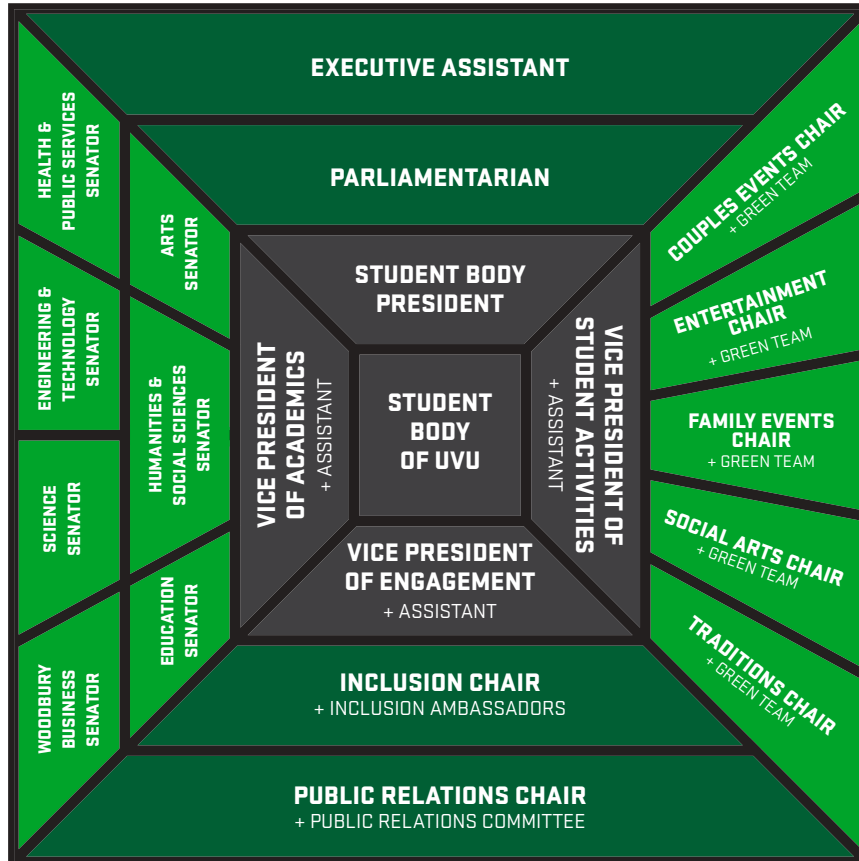 EXECUTIVE ASSISTANT
PARLIAMENTARIAN
STUDENT BODY
PRESIDENT
HEALTH &
PUBLIC SERVICES
SENATOR
ARTS
SENATOR
ENGINEERING &
TECHNOLOGY
SENATOR
HUMANITIES &
SOCIAL SCIENCES
SENATOR
SCIENCE
SENATOR
EDUCATION
SENATOR
WOODBURY
BUSINESS
SENATOR
VICE PRESIDENT
OF ACADEMICS
+ ASSISTANT
STUDENT
BODY
OF UVU
VICE PRESIDENT OF
STUDENT ACTIVITIES
+ ASSISTANT
COUPLES EVENTS CHAIR
+ GREEN TEAM
ENTERTAINMENT
CHAIR
+ GREEN TEAM
FAMILY EVENTS
CHAIR
+ GREEN TEAM
SOCIAL ARTS CHAIR
+ GREEN TEAM
TRADITIONS CHAIR
+ GREEN TEAM
VICE PRESIDENT
OF ENGAGEMENT
+ ASSISTANT
INCLUSION CHAIR
+ INCLUSION AMBASSADORS
PUBLIC RELATIONS CHAIR
+ PUBLIC RELATIONS COMMITTEE